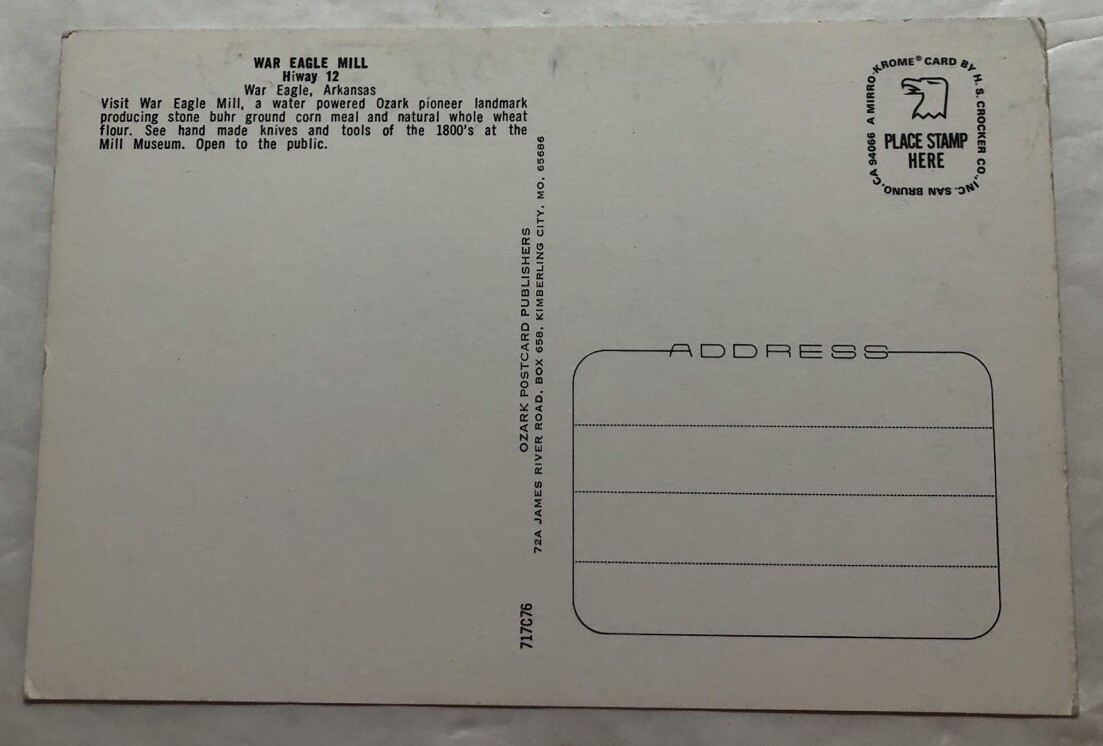 WAR EAGLE MILL
Hiway 12
War Eagle, Arkansas
Visit War Eagle Mill, a water powered Ozark pioneer landmark
producing stone buhr ground corn meal and natural whole wheat
flour. See hand made knives and tools of the 1800's at the
Mill Museum. Open to the public.
OZARK POSTCARD PUBLISHERS
72A JAMES RIVER ROAD, BOX 658, KIMBERLING CITY, MO. 65686
717C76
A MIRRO-KROME® CARD BY H. S. CROCKER CO., INC. SAN BRUNO, CA 94066
PLACE STAMP
HERE
ADDRESS